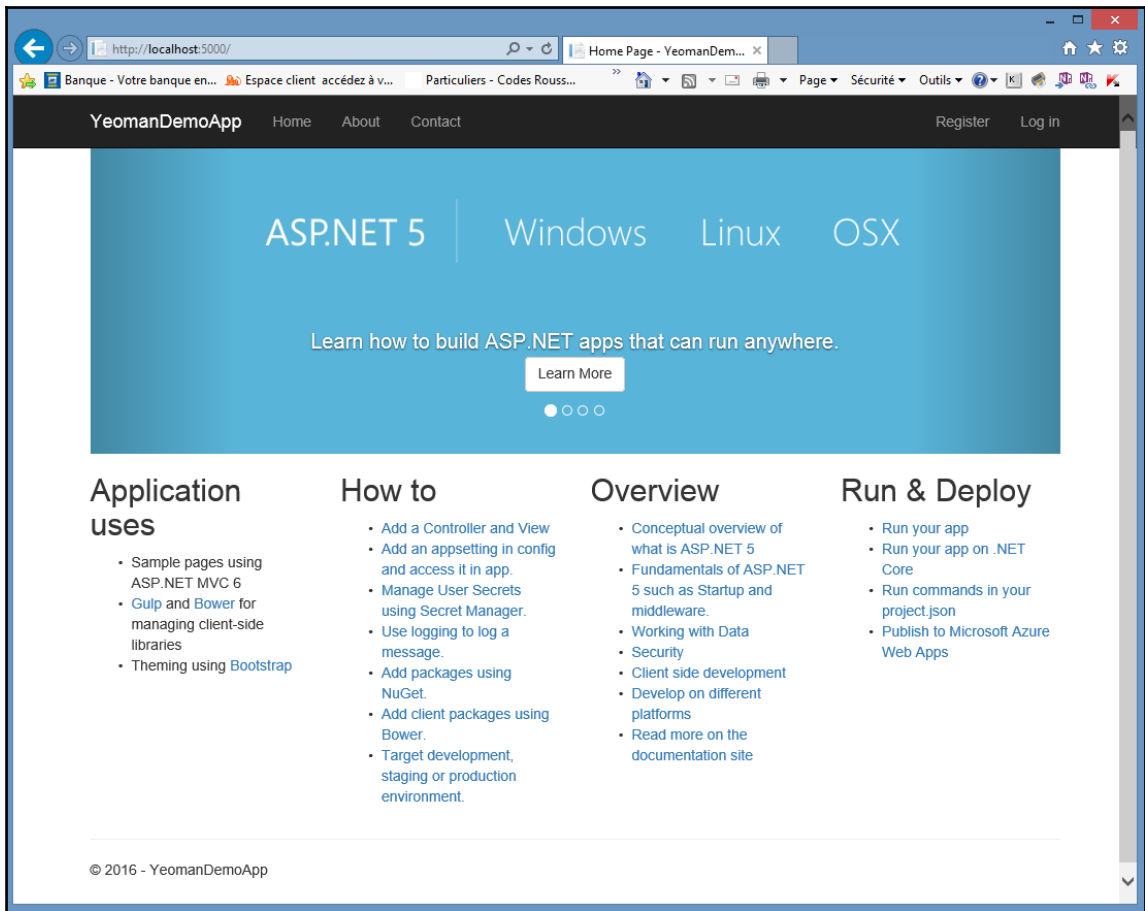 http://localhost:5000/
Home Page - YeomanDem...
Banque - Votre banque en... Espace client accédez à v... Particuliers - Codes Rouss... » Page Sécurité Outils
YeomanDemoApp Home About Contact Register Log in
ASP.NET 5 Windows Linux OSX
Learn how to build ASP.NET apps that can run anywhere.
Learn More
Application
uses
• Sample pages using
ASP.NET MVC 6
• Gulp and Bower for
managing client-side
libraries
• Theming using Bootstrap
How to
• Add a Controller and View
• Add an appsetting in config
and access it in app.
• Manage User Secrets
using Secret Manager.
• Use logging to log a
message.
• Add packages using
NuGet.
• Add client packages using
Bower.
• Target development,
staging or production
environment.
Overview
• Conceptual overview of
what is ASP.NET 5
• Fundamentals of ASP.NET
5 such as Startup and
middleware.
• Working with Data
• Security
• Client side development
• Develop on different
platforms
• Read more on the
documentation site
Run & Deploy
• Run your app
• Run your app on .NET
Core
• Run commands in your
project.json
• Publish to Microsoft Azure
Web Apps
© 2016 - YeomanDemoApp